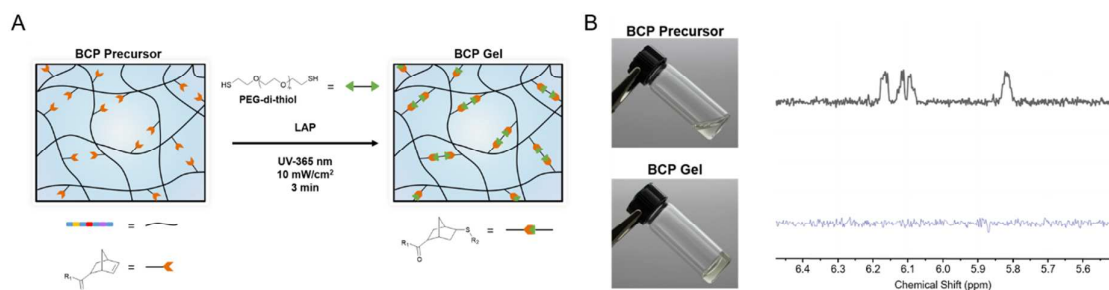 A
BCP Precursor
BCP Gel
HS
O
O
SH
PEG-di-thiol
=
LAP
UV-365 nm
10 mW/cm²
3 min
=
R₁
=
R₁
O
S
R₂
=
B
BCP Precursor
BCP Gel
6.4 6.3 6.2 6.1 6.0 5.9 5.8 5.7 5.6
Chemical Shift (ppm)